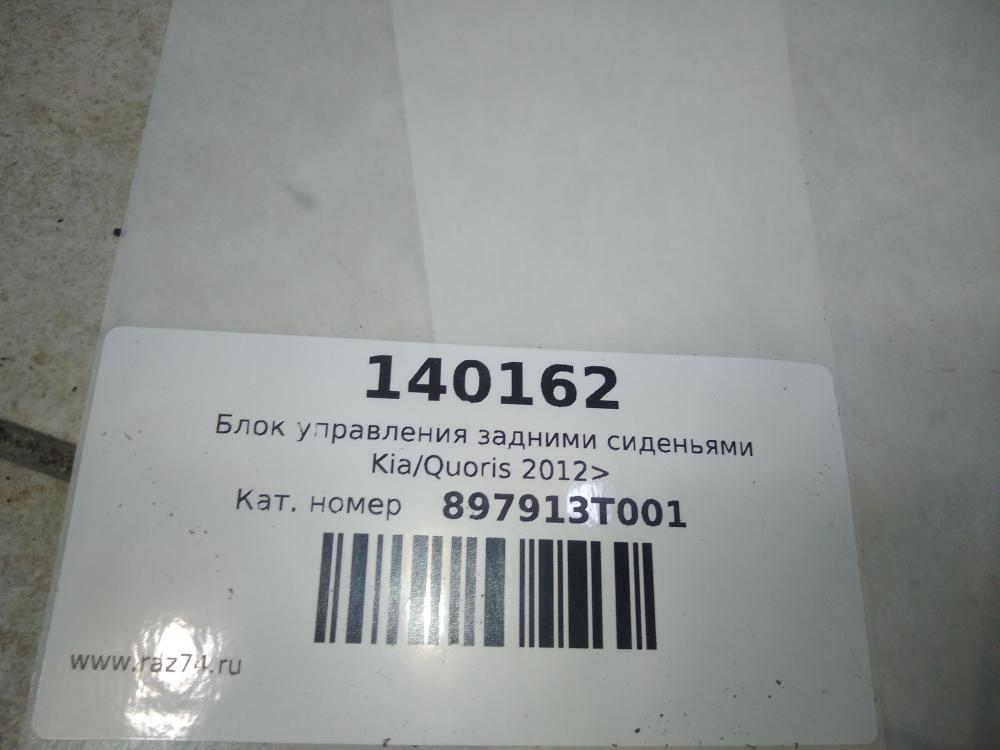 140162
Блок управления задними сиденьями
Kia/Quoris 2012>
Кат. номер 897913T001
www.raz74.ru